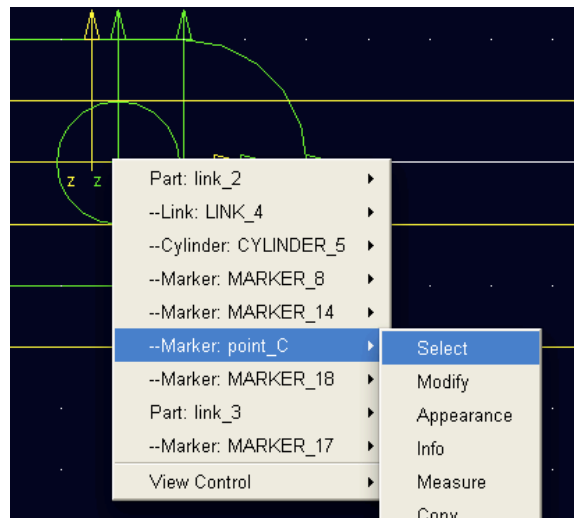 z z
Part: link_2
--Link: LINK_4
--Cylinder: CYLINDER_5
--Marker: MARKER_8
--Marker: MARKER_14
--Marker: point_C
--Marker: MARKER_18
Part: link_3
--Marker: MARKER_17
View Control
Select
Modify
Appearance
Info
Measure
Copy